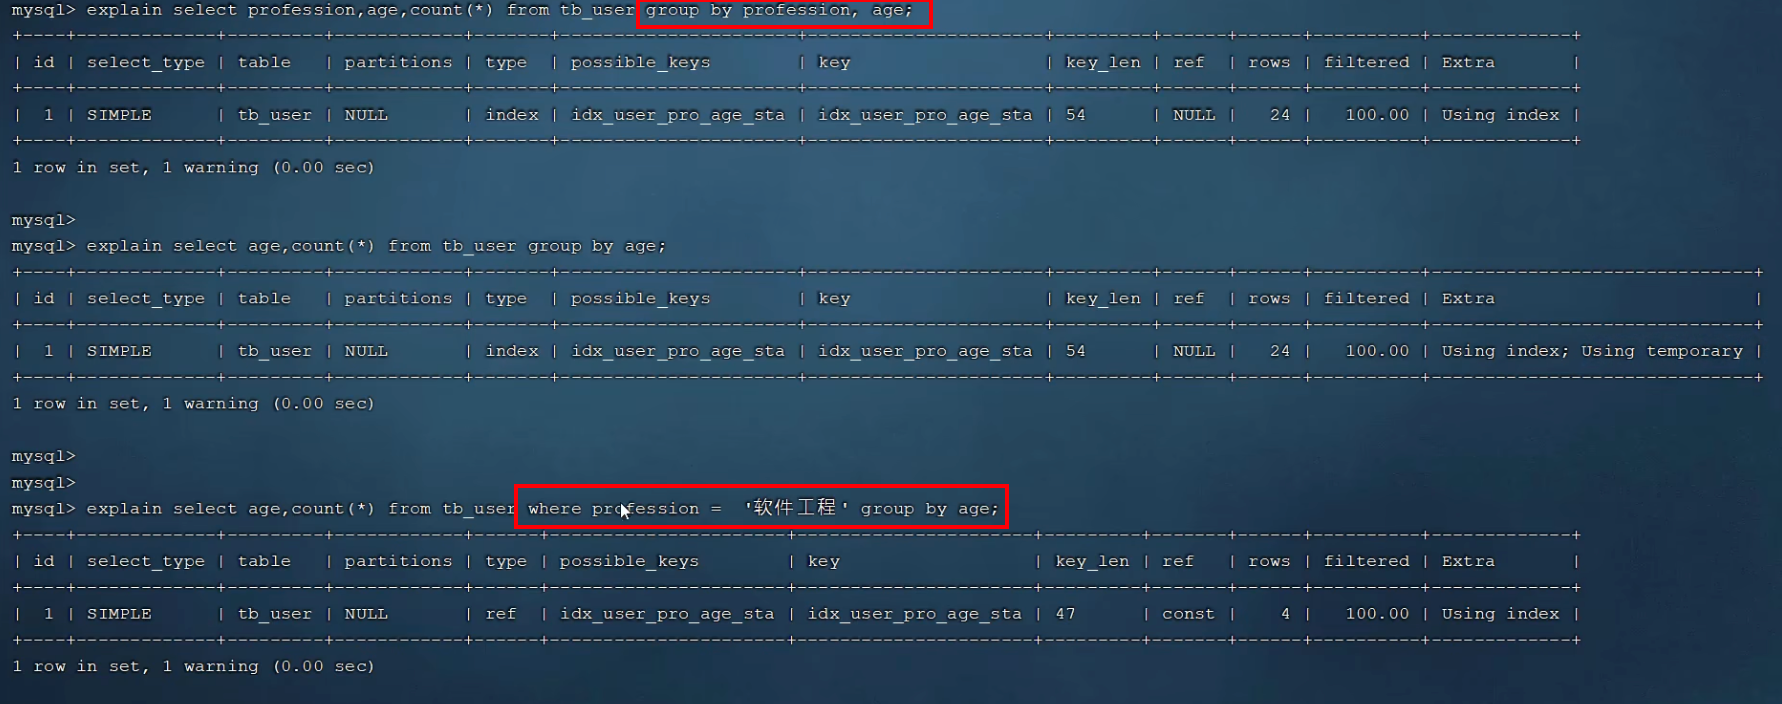 mysql> explain select profession,age,count(*) from tb_user group by profession, age;
+----+-------------+---------+------------+-------+----------------------+----------------------+---------+------+------+----------+-------------+
| id | select_type | table   | partitions | type  | possible_keys        | key                  | key_len | ref  | rows | filtered | Extra       |
+----+-------------+---------+------------+-------+----------------------+----------------------+---------+------+------+----------+-------------+
|  1 | SIMPLE      | tb_user | NULL       | index | idx_user_pro_age_sta | idx_user_pro_age_sta | 54      | NULL |   24 |   100.00 | Using index |
+----+-------------+---------+------------+-------+----------------------+----------------------+---------+------+------+----------+-------------+
1 row in set, 1 warning (0.00 sec)
mysql>
mysql> explain select age,count(*) from tb_user group by age;
+----+-------------+---------+------------+-------+----------------------+----------------------+---------+------+------+----------+------------------------------+
| id | select_type | table   | partitions | type  | possible_keys        | key                  | key_len | ref  | rows | filtered | Extra                        |
+----+-------------+---------+------------+-------+----------------------+----------------------+---------+------+------+----------+------------------------------+
|  1 | SIMPLE      | tb_user | NULL       | index | idx_user_pro_age_sta | idx_user_pro_age_sta | 54      | NULL |   24 |   100.00 | Using index; Using temporary |
+----+-------------+---------+------------+-------+----------------------+----------------------+---------+------+------+----------+------------------------------+
1 row in set, 1 warning (0.00 sec)
mysql>
mysql>
mysql> explain select age,count(*) from tb_user where profession =  '软件工程' group by age;
+----+-------------+---------+------------+------+----------------------+----------------------+---------+-------+------+----------+-------------+
| id | select_type | table   | partitions | type | possible_keys        | key                  | key_len | ref   | rows | filtered | Extra       |
+----+-------------+---------+------------+------+----------------------+----------------------+---------+-------+------+----------+-------------+
|  1 | SIMPLE      | tb_user | NULL       | ref  | idx_user_pro_age_sta | idx_user_pro_age_sta | 47      | const |    4 |   100.00 | Using index |
+----+-------------+---------+------------+------+----------------------+----------------------+---------+-------+------+----------+-------------+
1 row in set, 1 warning (0.00 sec)